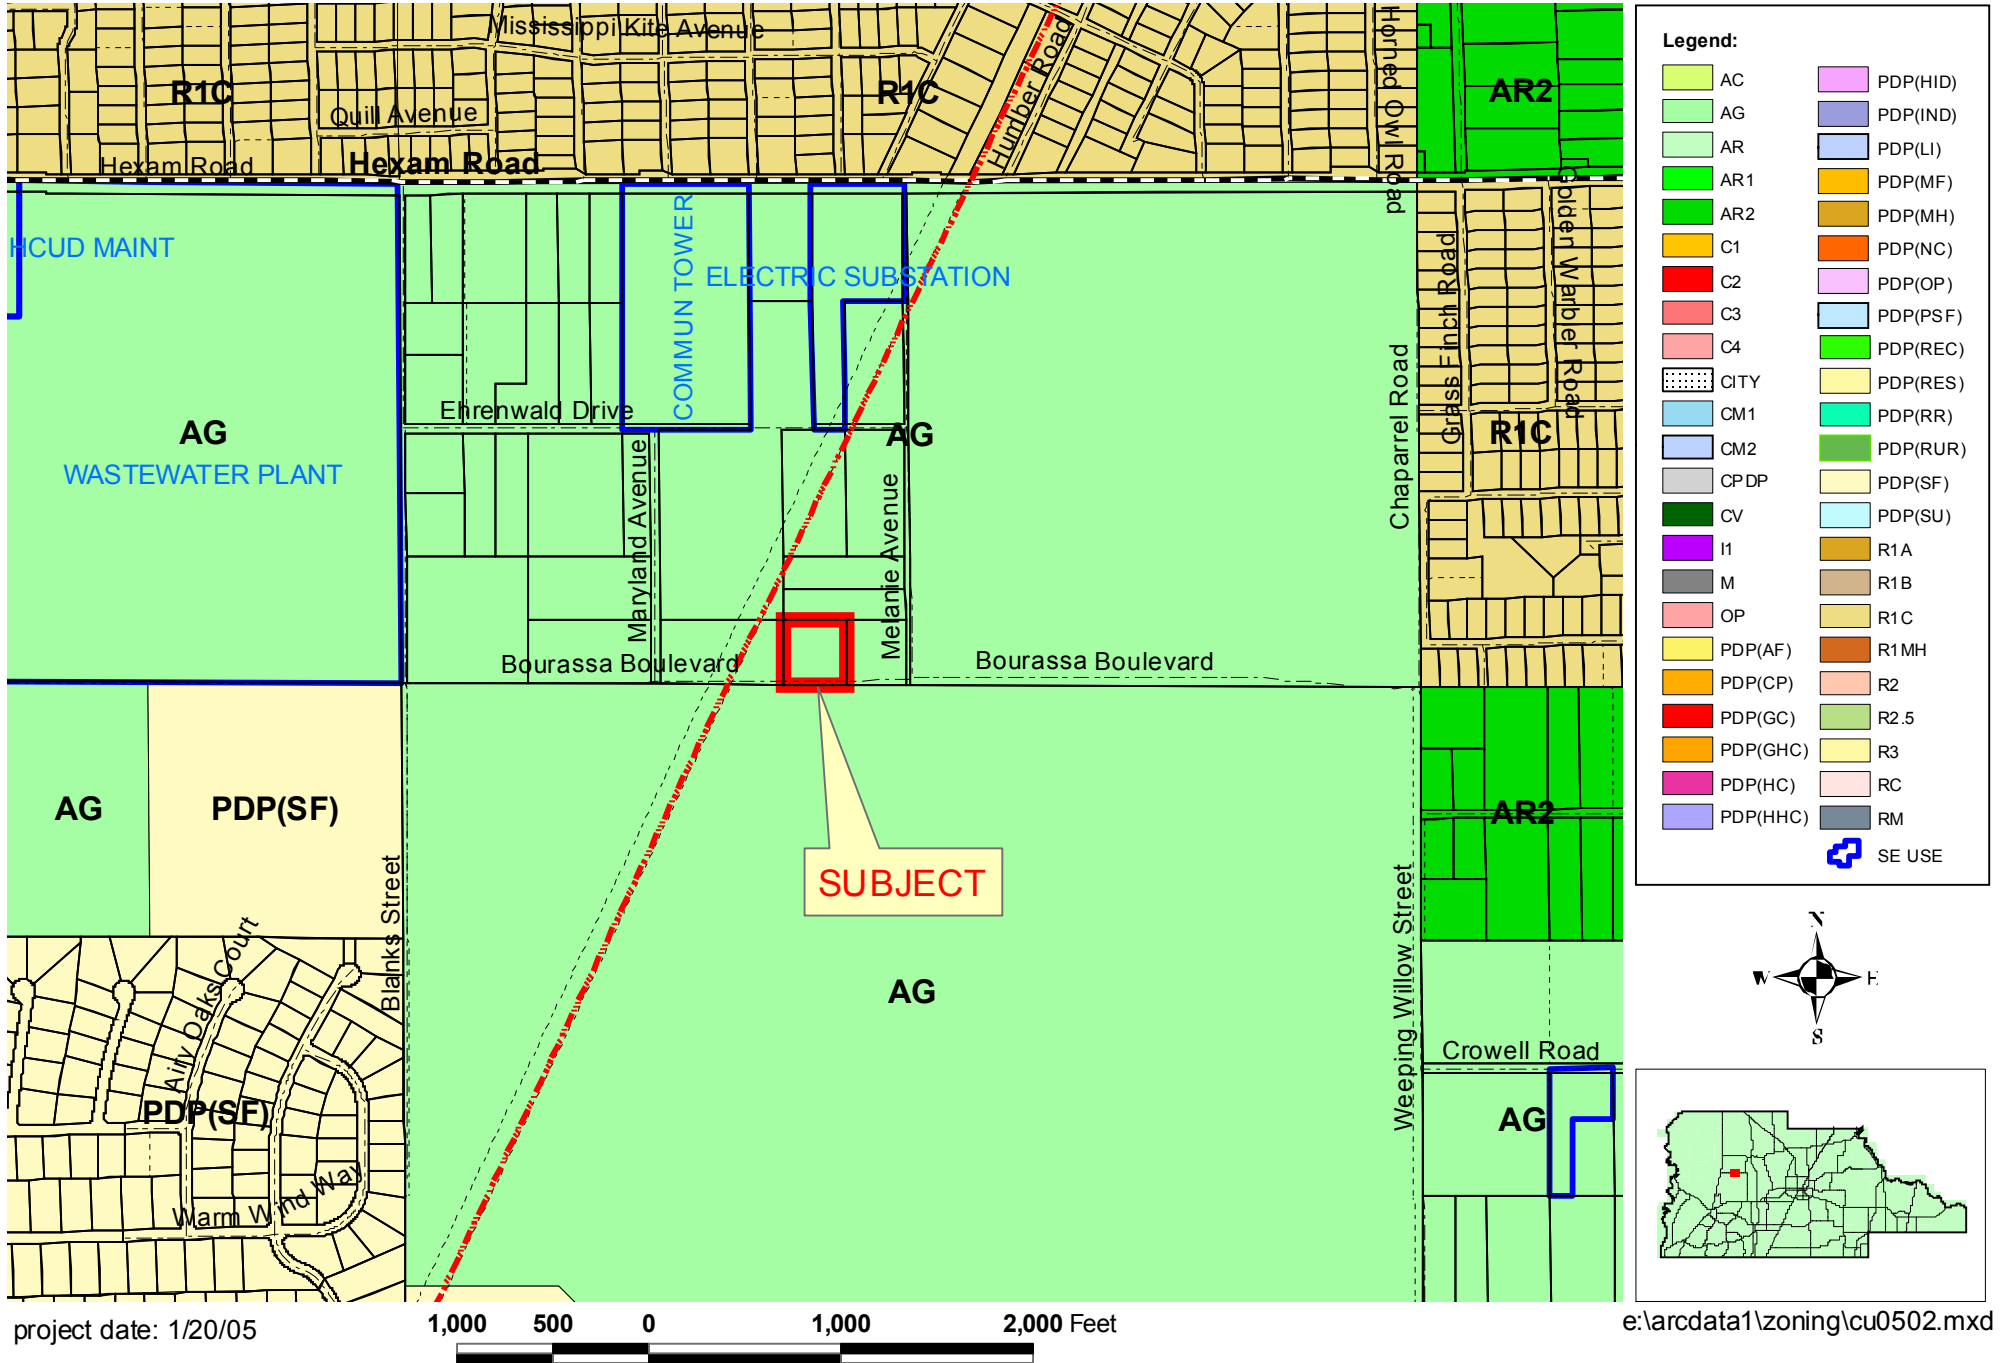 Mississippi Kite Avenue
R1C
R1C
Quill Avenue
Hexam Road
Hexam Road
Humber Road
Horned Owl Road
AR2
HCUD MAINT
COMMUN TOWER
ELECTRIC SUBSTATION
Golden Warbler Road
Grass Finch Road
Chaparrel Road
Ehrenwald Drive
AG
AG
R1C
WASTEWATER PLANT
Maryland Avenue
Melanie Avenue
Bourassa Boulevard
Bourassa Boulevard
AG
PDP(SF)
AR2
SUBJECT
Blanks Street
Weeping Willow Street
Airy Oaks Court
AG
Crowell Road
PDP(SF)
AG
Warm Wind Way
Legend:
AC
AG
AR
AR1
AR2
C1
C2
C3
C4
CITY
CM1
CM2
CPDP
CV
I1
M
OP
PDP(AF)
PDP(CP)
PDP(GC)
PDP(GHC)
PDP(HC)
PDP(HHC)
PDP(HID)
PDP(IND)
PDP(LI)
PDP(MF)
PDP(MH)
PDP(NC)
PDP(OP)
PDP(PSF)
PDP(REC)
PDP(RES)
PDP(RR)
PDP(RUR)
PDP(SF)
PDP(SU)
R1A
R1B
R1C
R1MH
R2
R2.5
R3
RC
RM
SE USE
N
W
E
S
project date: 1/20/05
1,000 500 0 1,000 2,000 Feet
e:\arcdata1\zoning\cu0502.mxd